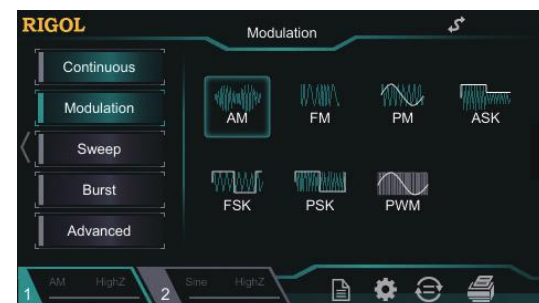 RIGOL
Modulation
Continuous
Modulation
Sweep
Burst
Advanced
AM FM PM ASK
FSK PSK PWM
1 AM HighZ 2 Sine HighZ